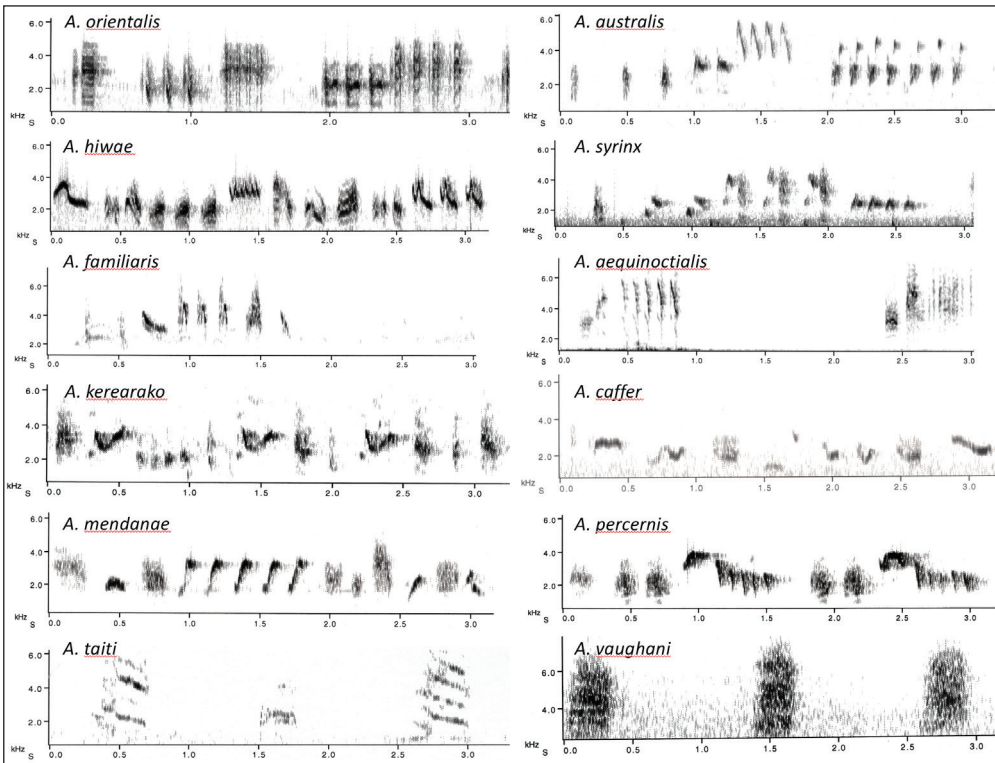 A. orientalis
6.0
4.0
2.0
kHz
S
0.0 1.0 2.0 3.0
A. australis
6.0
4.0
2.0
kHz
S
0.0 0.5 1.0 1.5 2.0 2.5 3.0
A. hiwae
6.0
4.0
2.0
kHz
S
0.0 0.5 1.0 1.5 2.0 2.5 3.0
A. syrinx
6.0
4.0
2.0
kHz
S
0.0 0.5 1.0 1.5 2.0 2.5 3.0
A. familiaris
6.0
4.0
2.0
kHz
S
0.0 0.5 1.0 1.5 2.0 2.5 3.0
A. aequinoctialis
6.0
4.0
2.0
kHz
S
0.0 0.5 1.0 1.5 2.0 2.5 3.0
A. kerearako
6.0
4.0
2.0
kHz
S
0.0 0.5 1.0 1.5 2.0 2.5 3.0
A. caffer
6.0
4.0
2.0
kHz
S
0.0 0.5 1.0 1.5 2.0 2.5 3.0
A. mendanae
6.0
4.0
2.0
kHz
S
0.0 0.5 1.0 1.5 2.0 2.5 3.0
A. percernis
6.0
4.0
2.0
kHz
S
0.0 0.5 1.0 1.5 2.0 2.5 3.0
A. taiti
6.0
4.0
2.0
kHz
S
0.0 0.5 1.0 1.5 2.0 2.5 3.0
A. vaughani
6.0
4.0
kHz
S
0.0 0.5 1.0 1.5 2.0 2.5 3.0